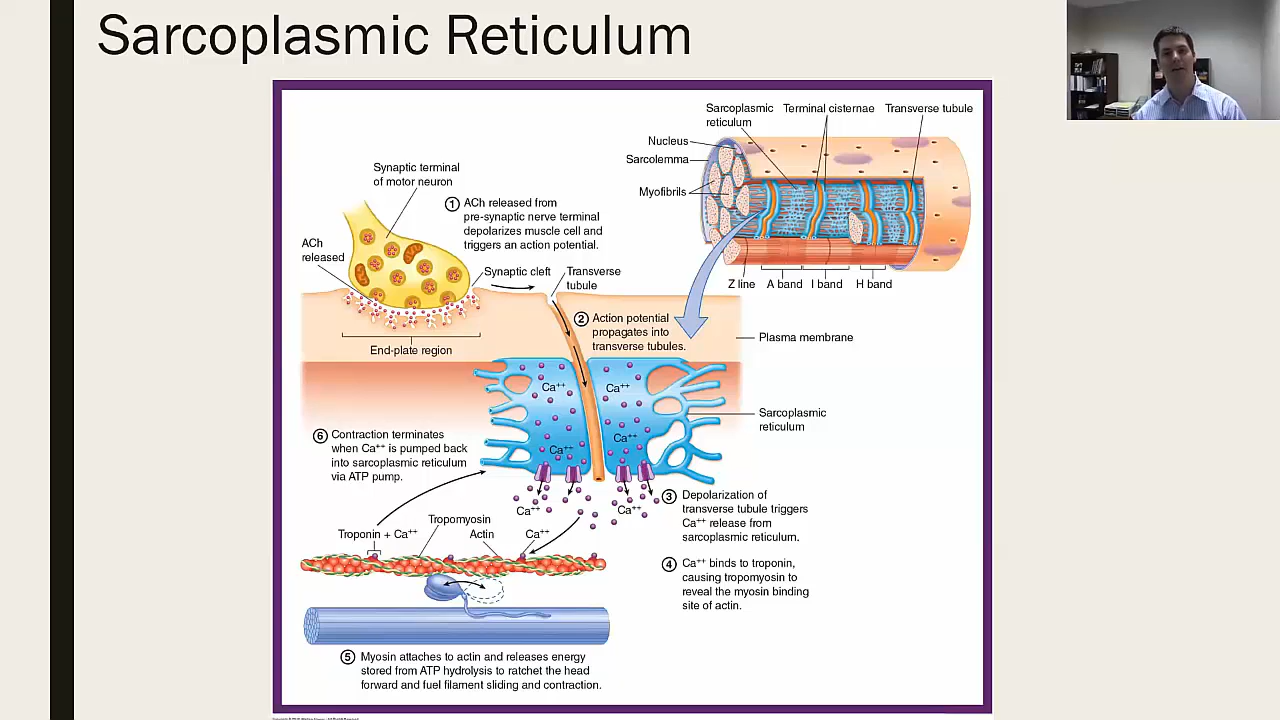 Sarcoplasmic Reticulum
Sarcoplasmic
reticulum
Terminal cisternae
Transverse tubule
Nucleus
Sarcolemma
Myofibrils
Z line
A band
I band
H band
Synaptic terminal
of motor neuron
1 ACh released from
pre-synaptic nerve terminal
depolarizes muscle cell and
triggers an action potential.
ACh
released
Synaptic cleft
Transverse
tubule
2 Action potential
propagates into
transverse tubules.
End-plate region
Plasma membrane
Ca++
Ca++
Ca++
Ca++
Sarcoplasmic
reticulum
6 Contraction terminates
when Ca++ is pumped back
into sarcoplasmic reticulum
via ATP pump.
Ca++
Ca++
3 Depolarization of
transverse tubule triggers
Ca++ release from
sarcoplasmic reticulum.
Tropomyosin
Troponin + Ca++
Actin
Ca++
4 Ca++ binds to troponin,
causing tropomyosin to
reveal the myosin binding
site of actin.
5 Myosin attaches to actin and releases energy
stored from ATP hydrolysis to ratchet the head
forward and fuel filament sliding and contraction.